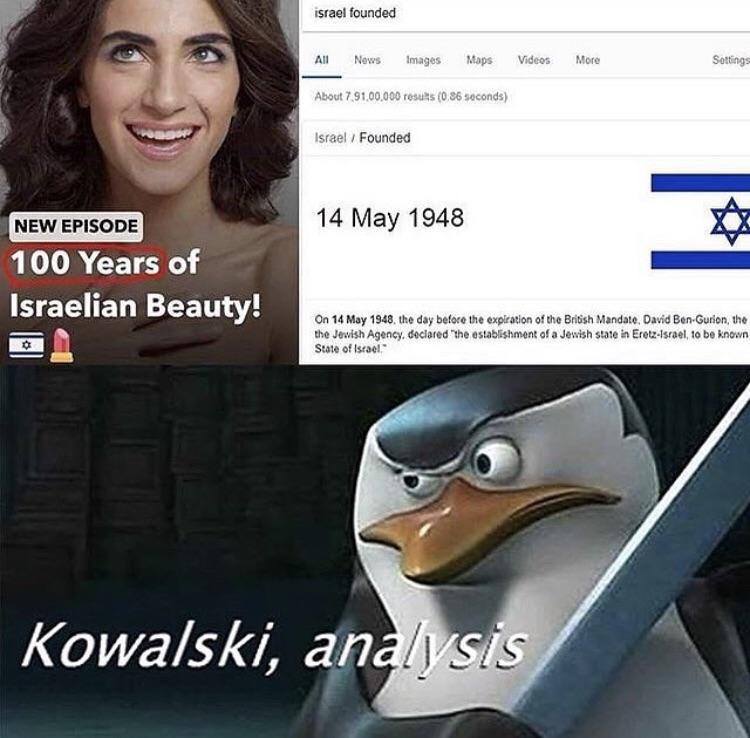 NEW EPISODE
100 Years of
Israelian Beauty!
israel founded
All News Images Maps Videos More Settings
About 7,91,00,000 results (0.86 seconds)
Israel / Founded
14 May 1948
On 14 May 1948, the day before the expiration of the British Mandate, David Ben-Gurion, the
the Jewish Agency, declared "the establishment of a Jewish state in Eretz-Israel, to be known
State of Israel."
Kowalski, analysis